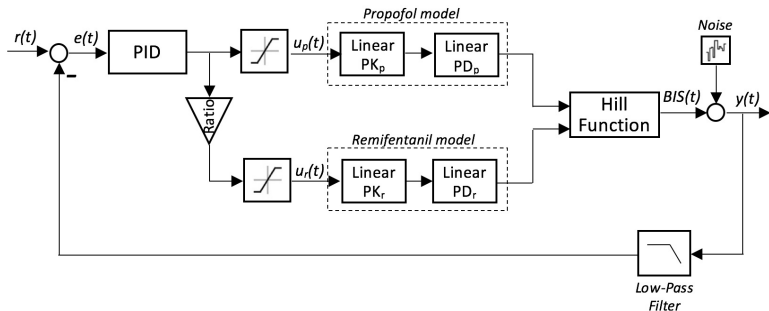 Propofol model
Noise
r(t)
e(t)
PID
u_p(t)
Linear
PK_p
Linear
PD_p
Ratio
Hill
Function
BIS(t)
y(t)
Remifentanil model
u_r(t)
Linear
PK_r
Linear
PD_r
Low-Pass
Filter